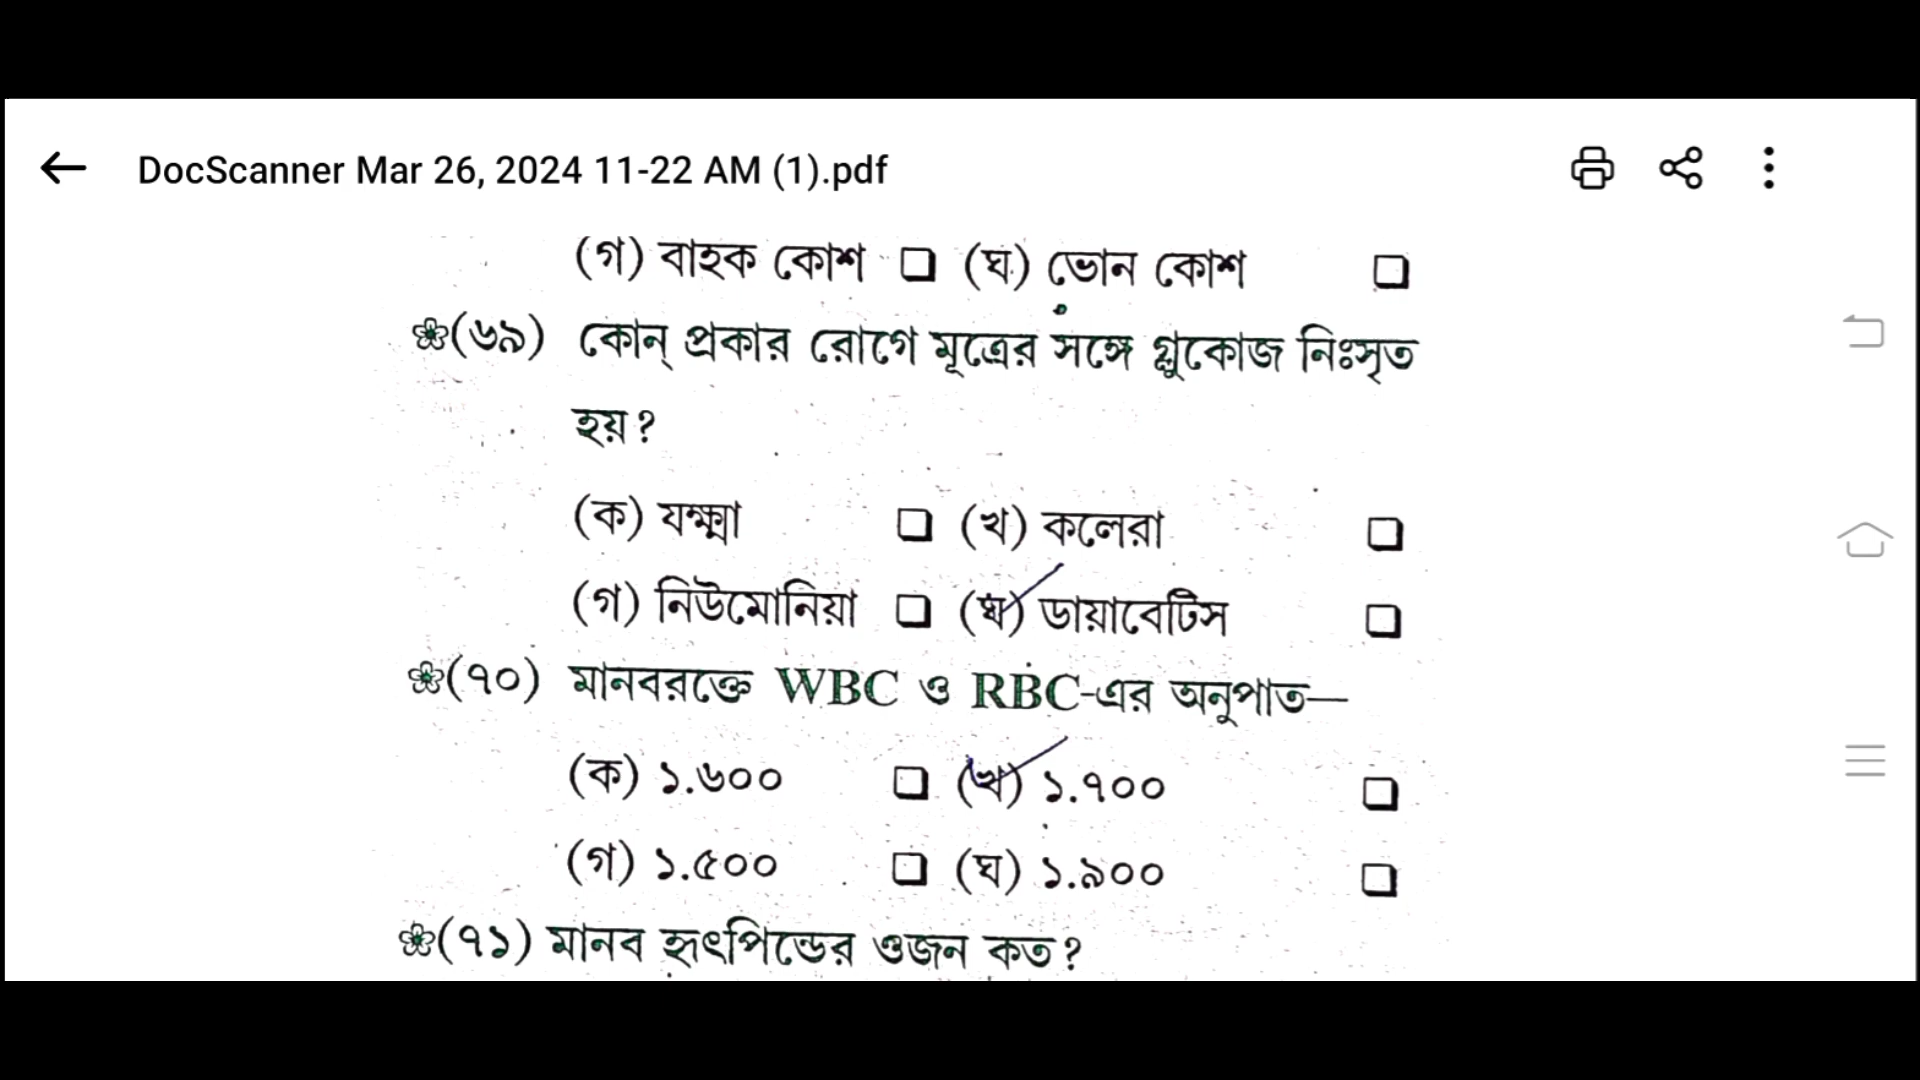 DocScanner Mar 26, 2024 11-22 AM (1).pdf
(গ) বাহক কোশ (ঘ) ভোন কোশ
(৬৯) কোন্ প্রকার রোগে মূত্রের সঙ্গে গ্লুকোজ নিঃসৃত
হয়?
(ক) যক্ষ্মা (খ) কলেরা
(গ) নিউমোনিয়া (ঘ) ডায়াবেটিস
(৭০) মানবরক্তে WBC ও RBC-এর অনুপাত—
(ক) ১.৬০০ (খ) ১.৭০০
(গ) ১.৫০০ (ঘ) ১.৯০০
(৭১) মানব হৃৎপিন্ডের ওজন কত?